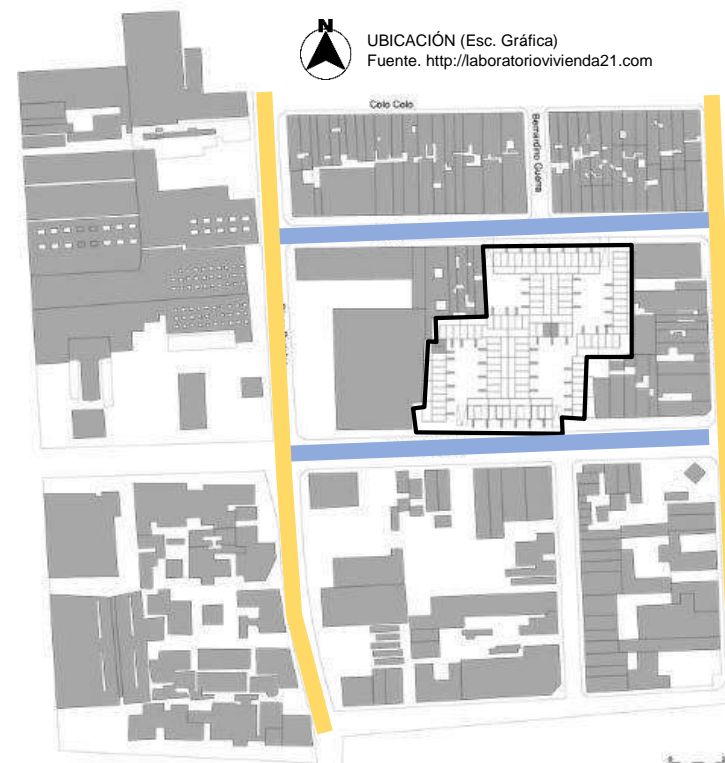 N
UBICACIÓN (Esc. Gráfica)
Fuente. http://laboratoriovivienda21.com
Colo Colo
Bernardino Guerra